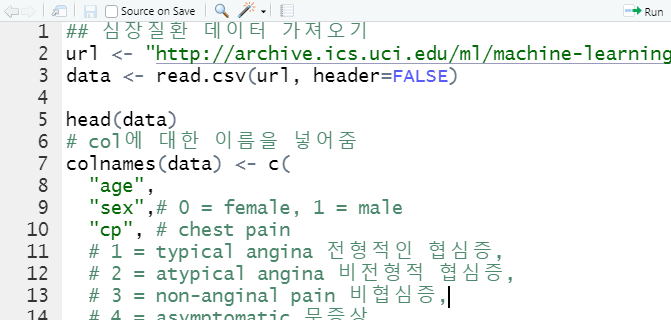 Source on Save
Run
1 ## 심장질환 데이터 가져오기
2 url <- "http://archive.ics.uci.edu/ml/machine-learning
3 data <- read.csv(url, header=FALSE)
4
5 head(data)
6 # col에 대한 이름을 넣어줌
7 colnames(data) <- c(
8 "age",
9 "sex",# 0 = female, 1 = male
10 "cp", # chest pain
11 # 1 = typical angina 전형적인 협심증,
12 # 2 = atypical angina 비전형적 협심증,
13 # 3 = non-anginal pain 비협심증,
14 # 4 = asymptomatic 무증상